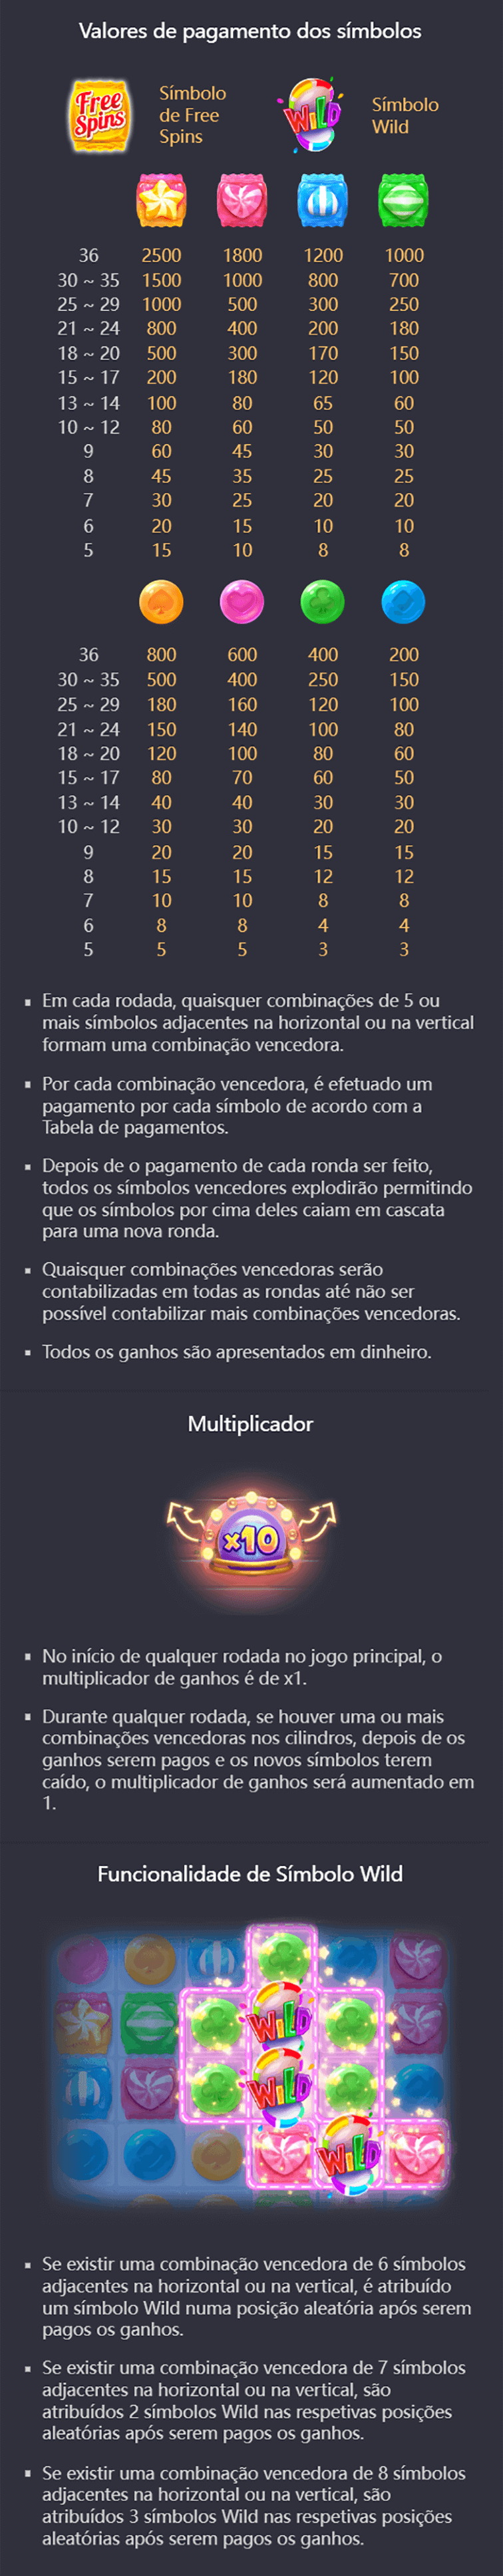 Valores de pagamento dos símbolos
Free Spins
Símbolo
de Free
Spins
WILD
Símbolo
Wild
36 2500 1800 1200 1000
30 ~ 35 1500 1000 800 700
25 ~ 29 1000 500 300 250
21 ~ 24 800 400 200 180
18 ~ 20 500 300 170 150
15 ~ 17 200 180 120 100
13 ~ 14 100 80 65 60
10 ~ 12 80 60 50 50
9 60 45 30 30
8 45 35 25 25
7 30 25 20 20
6 20 15 10 10
5 15 10 8 8
36 800 600 400 200
30 ~ 35 500 400 250 150
25 ~ 29 180 160 120 100
21 ~ 24 150 140 100 80
18 ~ 20 120 100 80 60
15 ~ 17 80 70 60 50
13 ~ 14 40 40 30 30
10 ~ 12 30 30 20 20
9 20 20 15 15
8 15 15 12 12
7 10 10 8 8
6 8 8 4 4
5 5 5 3 3
▪ Em cada rodada, quaisquer combinações de 5 ou
mais símbolos adjacentes na horizontal ou na vertical
formam uma combinação vencedora.
▪ Por cada combinação vencedora, é efetuado um
pagamento por cada símbolo de acordo com a
Tabela de pagamentos.
▪ Depois de o pagamento de cada ronda ser feito,
todos os símbolos vencedores explodirão permitindo
que os símbolos por cima deles caiam em cascata
para uma nova ronda.
▪ Quaisquer combinações vencedoras serão
contabilizadas em todas as rondas até não ser
possível contabilizar mais combinações vencedoras.
▪ Todos os ganhos são apresentados em dinheiro.
Multiplicador
x10
▪ No início de qualquer rodada no jogo principal, o
multiplicador de ganhos é de x1.
▪ Durante qualquer rodada, se houver uma ou mais
combinações vencedoras nos cilindros, depois de os
ganhos serem pagos e os novos símbolos terem
caído, o multiplicador de ganhos será aumentado em
1.
Funcionalidade de Símbolo Wild
WILD
WILD
WILD
▪ Se existir uma combinação vencedora de 6 símbolos
adjacentes na horizontal ou na vertical, é atribuído
um símbolo Wild numa posição aleatória após serem
pagos os ganhos.
▪ Se existir uma combinação vencedora de 7 símbolos
adjacentes na horizontal ou na vertical, são
atribuídos 2 símbolos Wild nas respetivas posições
aleatórias após serem pagos os ganhos.
▪ Se existir uma combinação vencedora de 8 símbolos
adjacentes na horizontal ou na vertical, são
atribuídos 3 símbolos Wild nas respetivas posições
aleatórias após serem pagos os ganhos.